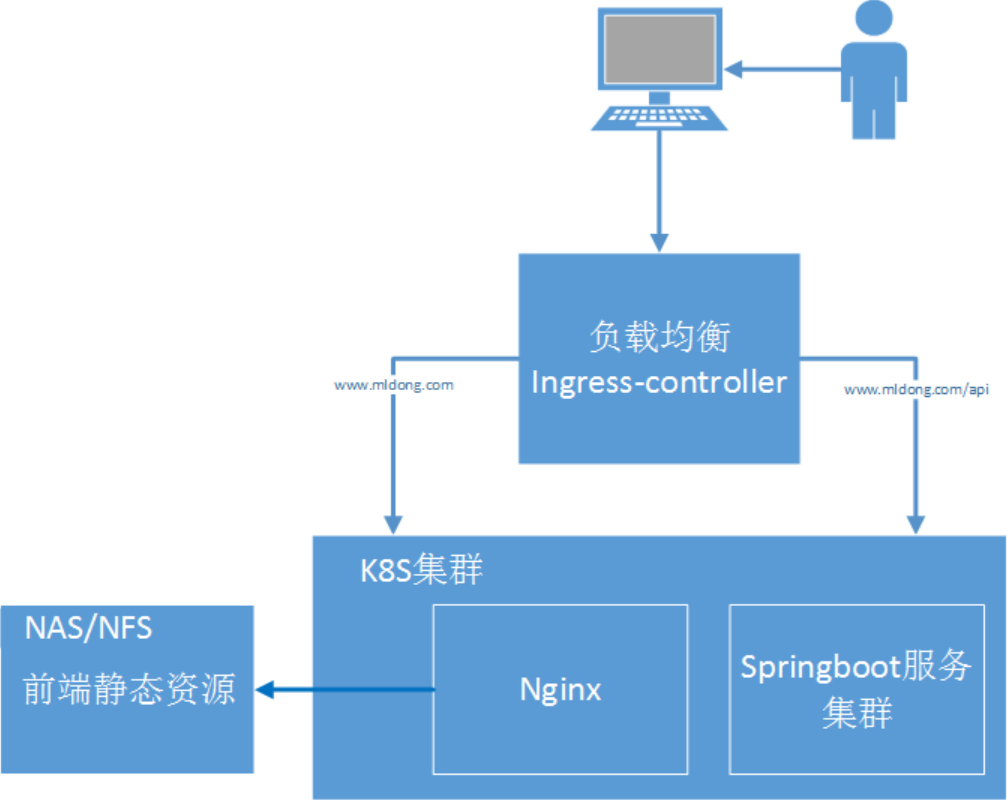 负载均衡
Ingress-controller
www.mldong.com
www.mldong.com/api
K8S集群
NAS/NFS
前端静态资源
Nginx
Springboot服务
集群